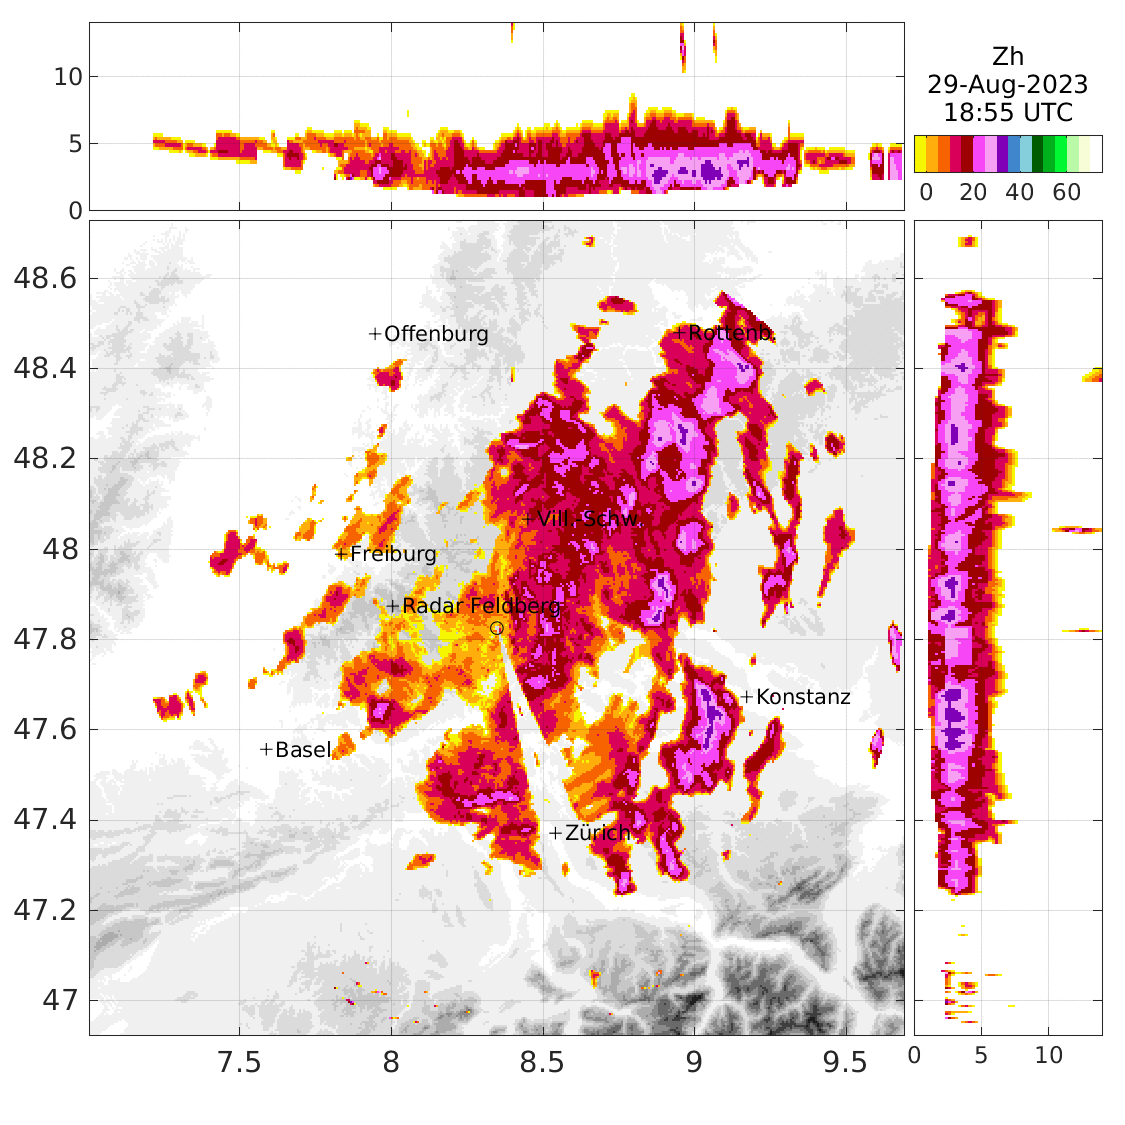 Zh
29-Aug-2023
18:55 UTC
0 20 40 60
10
5
0
48.6
48.4
48.2
48
47.8
47.6
47.4
47.2
47
+Offenburg
+Rottenb.
+Vill.-Schw.
+Freiburg
+Radar Feldberg
+Konstanz
+Basel
+Zürich
7.5 8 8.5 9 9.5
0 5 10